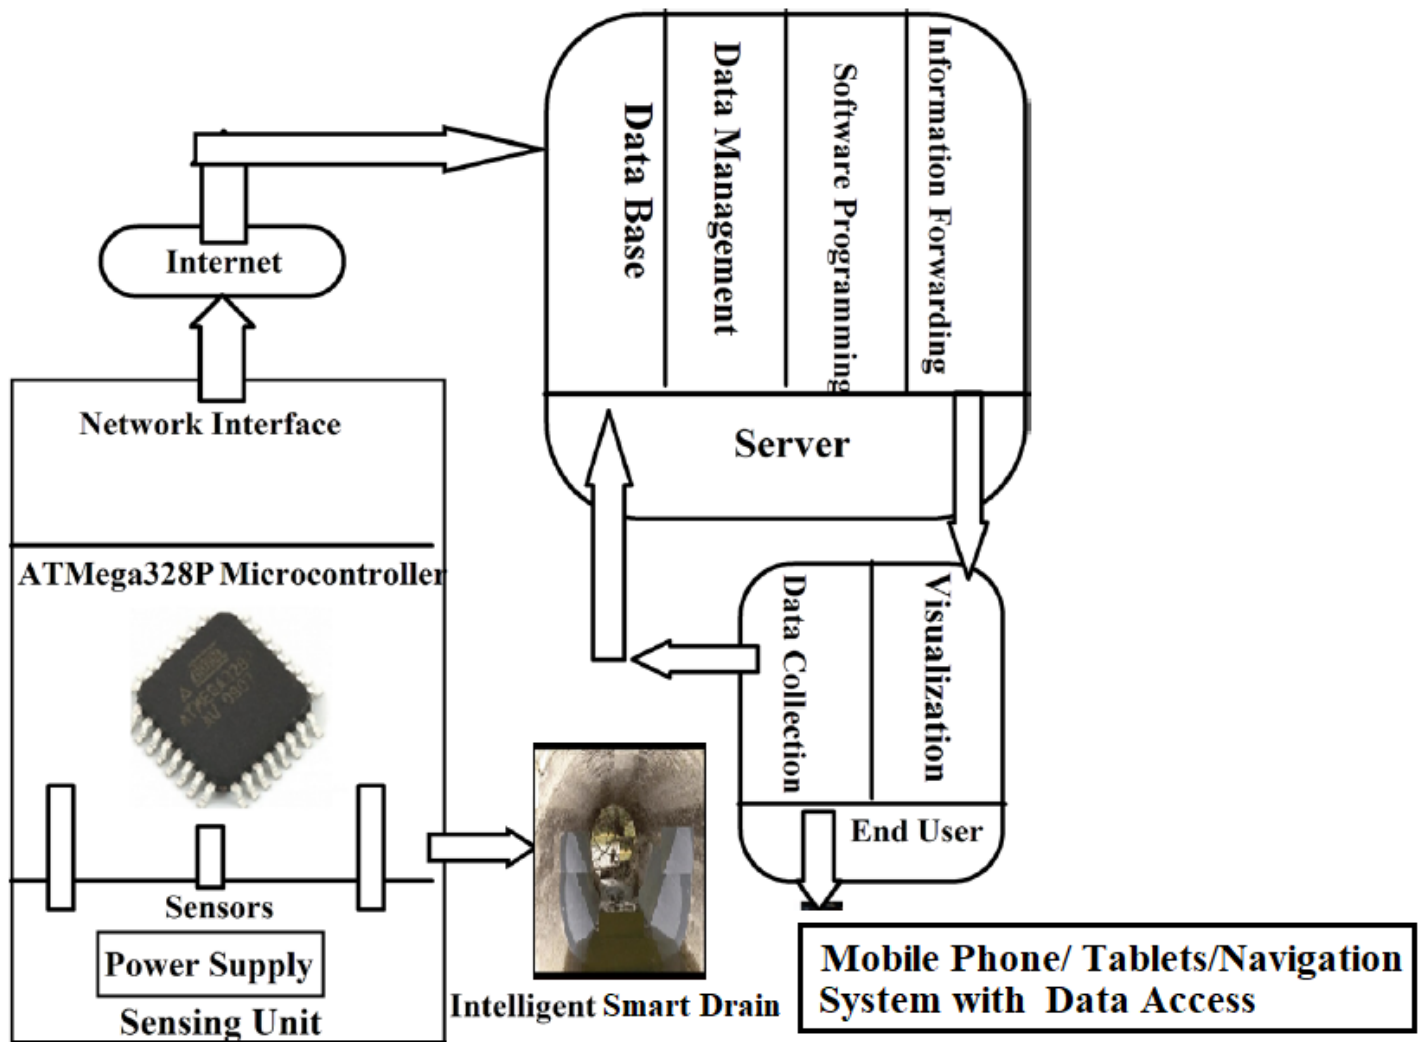 Data Base
Data Management
Software Programming
Information Forwarding
Internet
Network Interface
Server
ATMega328P Microcontroller
ATMEGA328
Data Collection
Visualization
End User
Sensors
Power Supply
Sensing Unit
Intelligent Smart Drain
Mobile Phone/ Tablets/Navigation
System with Data Access